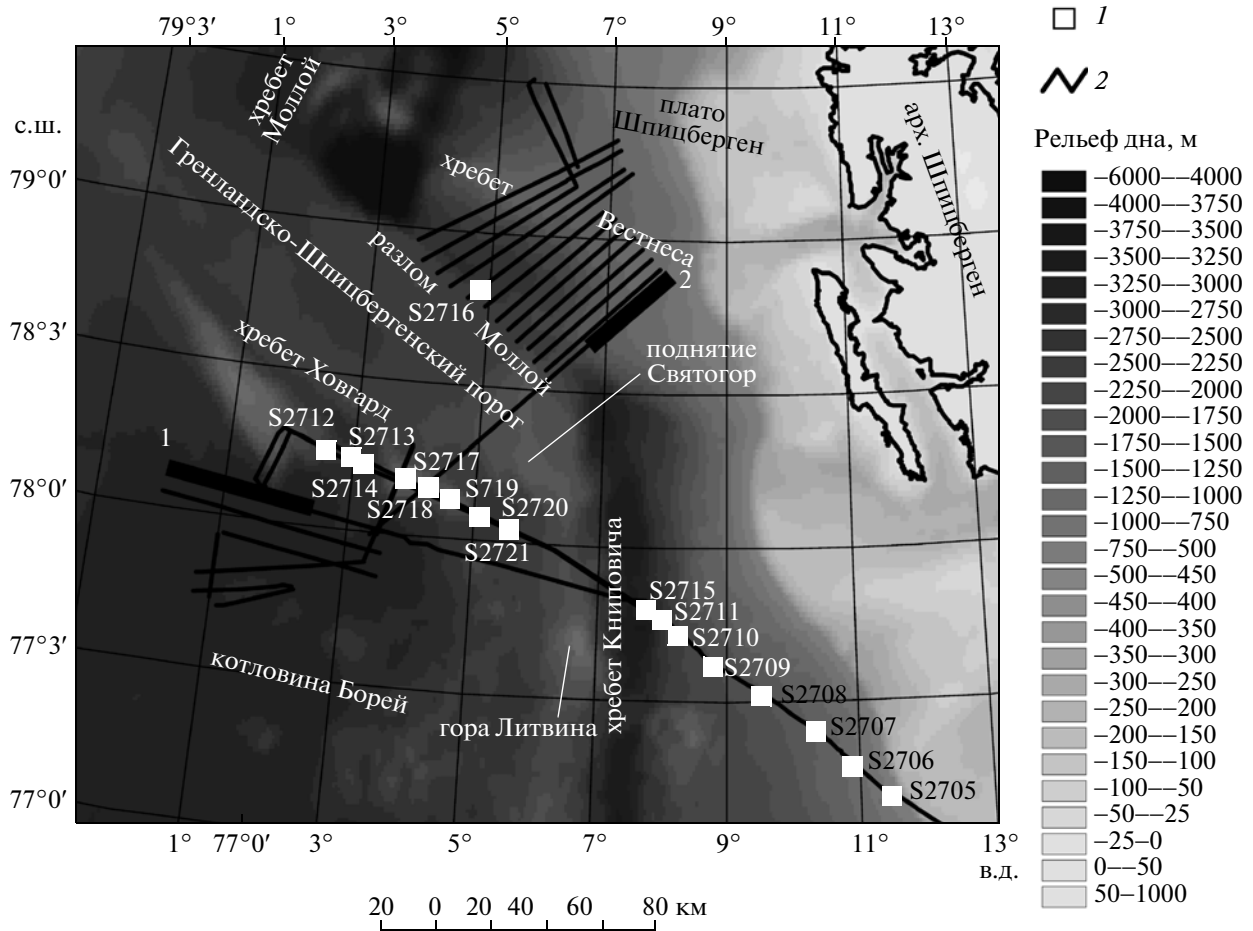 79°3′ 1° 3° 5° 7° 9° 11° 13°
с.ш.
79°0′
78°3′
78°0′
77°3′
77°0′
хребет
Моллой
плато
Шпицберген
арх. Шпицберген
Гренландско-Шпицбергенский порог
хребет
Вестнеса
разлом
Моллой
2
S2716
поднятие
Святогор
хребет Ховгард
1
S2712
S2713
S2714
S2717
S2718
S719
S2720
S2721
хребет Книповича
S2715
S2711
S2710
S2709
S2708
S2707
S2706
S2705
котловина Борей
гора Литвина
1° 77°0′ 3° 5° 7° 9° 11° 13°
в.д.
20 0 20 40 60 80 км
1
2
Рельеф дна, м
–6000––4000
–4000––3750
–3750––3500
–3500––3250
–3250––3000
–3000––2750
–2750––2500
–2500––2250
–2250––2000
–2000––1750
–1750––1500
–1500––1250
–1250––1000
–1000––750
–750––500
–500––450
–450––400
–400––350
–350––300
–300––250
–250––200
–200––150
–150––100
–100––50
–50––25
–25–0
0––50
50–1000